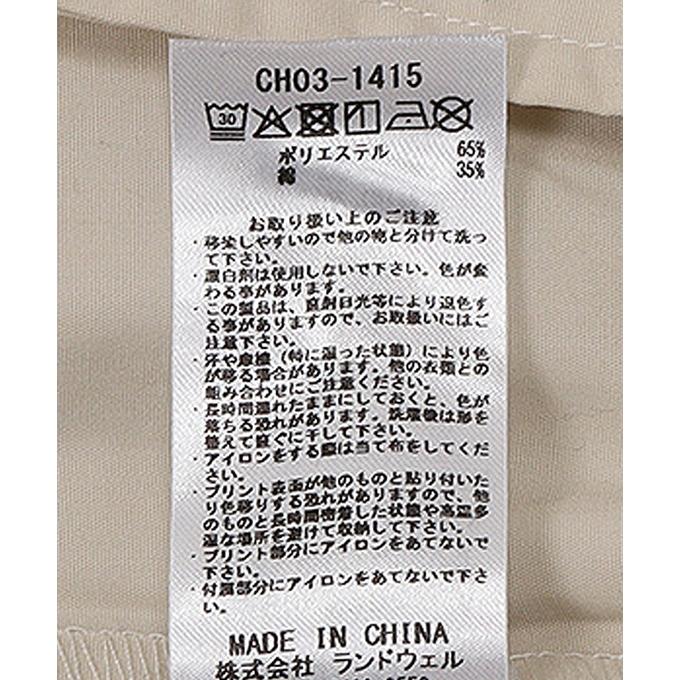 CH03-1415
30
ポリエステル 65%
綿 35%
お取り扱い上のご注意
・移染しやすいので他の物と分けて洗っ
て下さい。
・漂白剤は使用しないで下さい。色が変
わる事があります。
・この製品は、直射日光等により退色す
る事がありますので、お取扱いにはご
注意下さい。
・汗や摩擦（特に湿った状態）により色
が移る場合があります。他の衣類との
組み合わせにご注意ください。
・長時間濡れたままにしておくと、色が
落ちる恐れがあります。洗濯後は形を
整えて直ぐに干して下さい。
・アイロンをする際は当て布をしてくだ
さい。
・プリント表面が他のものと貼り付いた
り色移りする恐れがありますので、他
のものと長時間密着した状態や高温多
湿な場所を避けて収納して下さい。
・プリント部分にアイロンをあてないで
下さい。
・付属部分にアイロンをあてないで下さ
い。
MADE IN CHINA
株式会社 ランドウェル